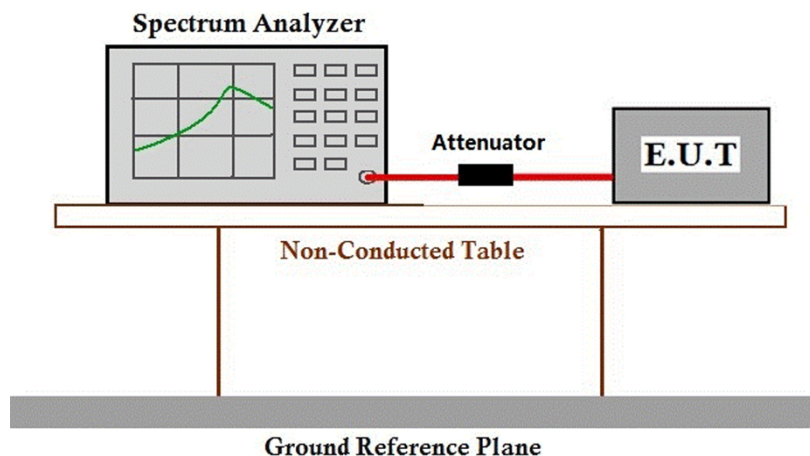 Spectrum Analyzer
Attenuator
E.U.T
Non-Conducted Table
Ground Reference Plane